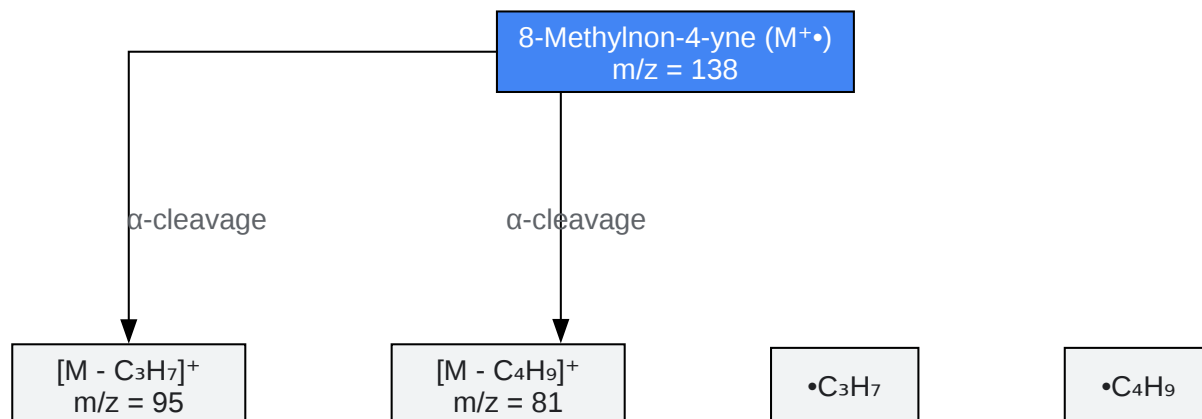 8-Methylnon-4-yne (M⁺•)
m/z = 138
α-cleavage
α-cleavage
[M - C₃H₇]⁺
m/z = 95
[M - C₄H₉]⁺
m/z = 81
•C₃H₇
•C₄H₉